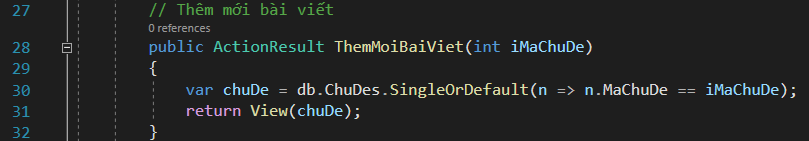 27 // Thêm mới bài viết
0 references
28 public ActionResult ThemMoiBaiViet(int iMaChuDe)
29 {
30 var chuDe = db.ChuDes.SingleOrDefault(n => n.MaChuDe == iMaChuDe);
31 return View(chuDe);
32 }